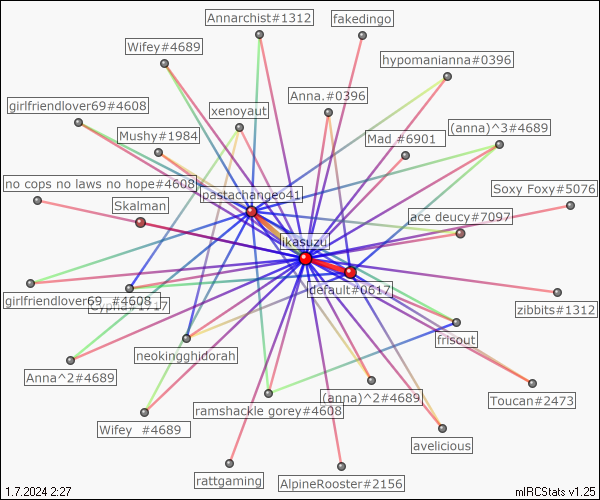 Annarchist#1312
fakedingo
Wifey#4689
hypomanianna#0396
girlfriendlover69#4608
xenoyaut
Anna.#0396
Mushy#1984
Mad #6901
(anna)^3#4689
no cops no laws no hope#4608
pastachangeo41
Soxy Foxy#5076
Skalman
ace deucy#7097
ikasuzu
default#0617
girlfriendlover69_#4608
Cypha#1717
zibbits#1312
frisout
neokingghidorah
Anna^2#4689
(anna)^2#4689
Toucan#2473
ramshackle gorey#4608
Wifey #4689
avelicious
rattgaming
AlpineRooster#2156
1.7.2024 2:27
mIRCStats v1.25